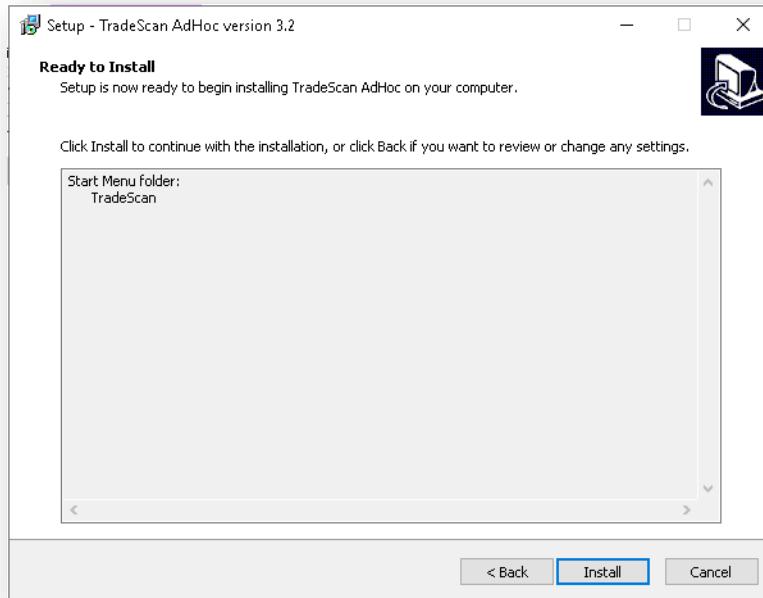 Setup - TradeScan AdHoc version 3.2
Ready to Install
Setup is now ready to begin installing TradeScan AdHoc on your computer.
Click Install to continue with the installation, or click Back if you want to review or change any settings.
Start Menu folder:
TradeScan
< Back
Install
Cancel